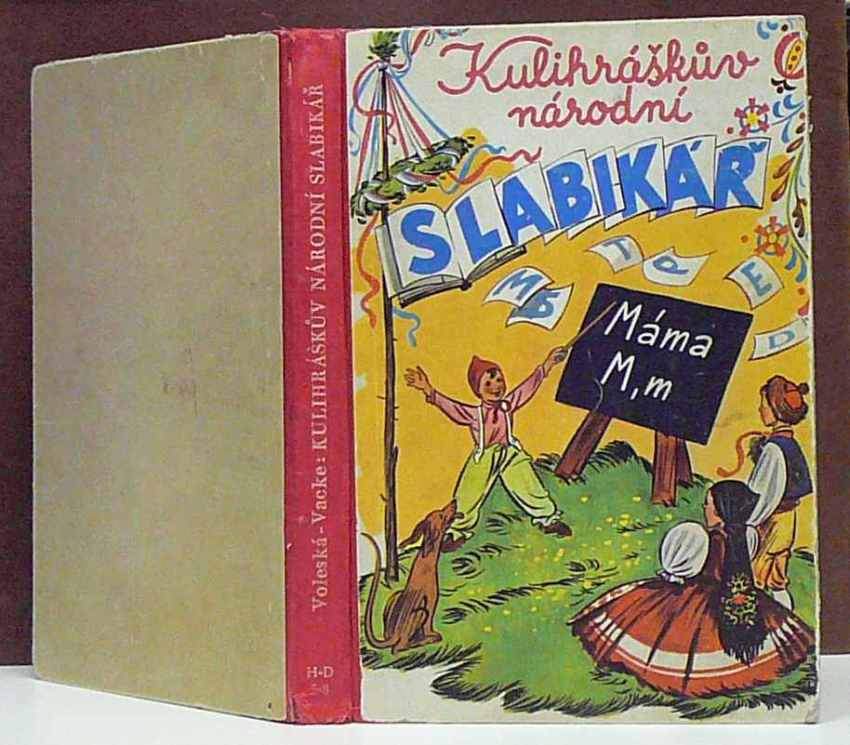 Voleská-Vacke: KULIHRÁŠKŮV NÁRODNÍ SLABIKÁŘ
H+D
Kulihráškův
národní
SLABIKÁŘ
M
T
P
E
D
Máma
M,m